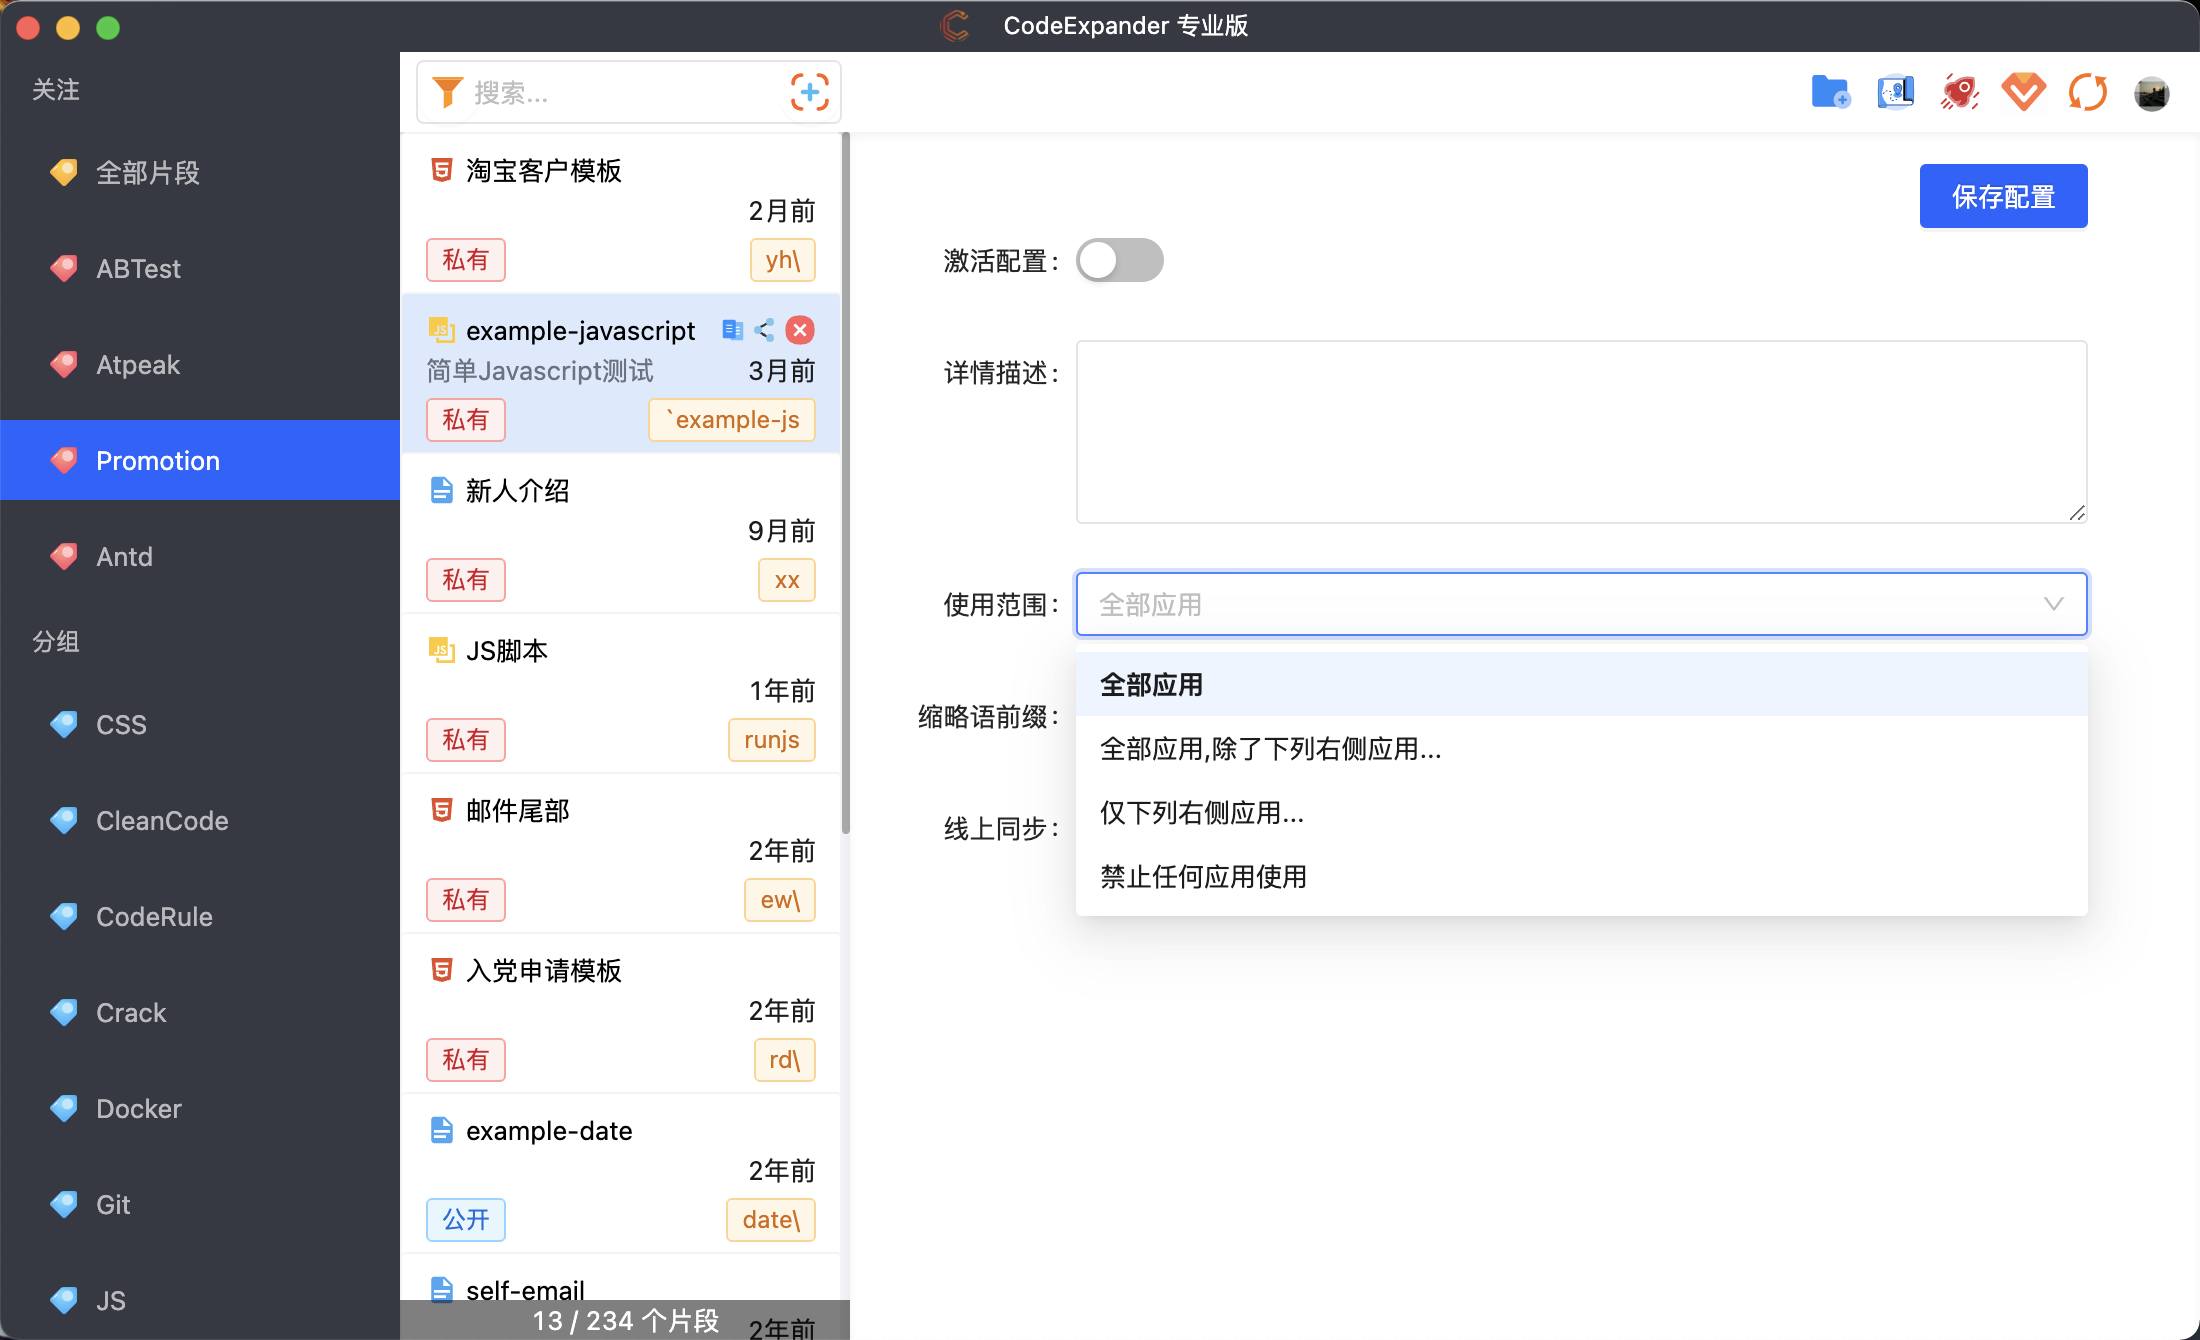 CodeExpander 专业版
关注
全部片段
ABTest
Atpeak
Promotion
Antd
分组
CSS
CleanCode
CodeRule
Crack
Docker
Git
JS
搜索...
淘宝客户模板
2月前
私有
yh\
example-javascript
简单Javascript测试
3月前
私有
`example-js
新人介绍
9月前
私有
xx
JS脚本
1年前
私有
runjs
邮件尾部
2年前
私有
ew\
入党申请模板
2年前
私有
rd\
example-date
2年前
公开
date\
self-email
13 / 234 个片段
2年前
保存配置
激活配置：
详情描述：
使用范围：
全部应用
全部应用
全部应用,除了下列右侧应用...
仅下列右侧应用...
禁止任何应用使用
缩略语前缀：
线上同步：